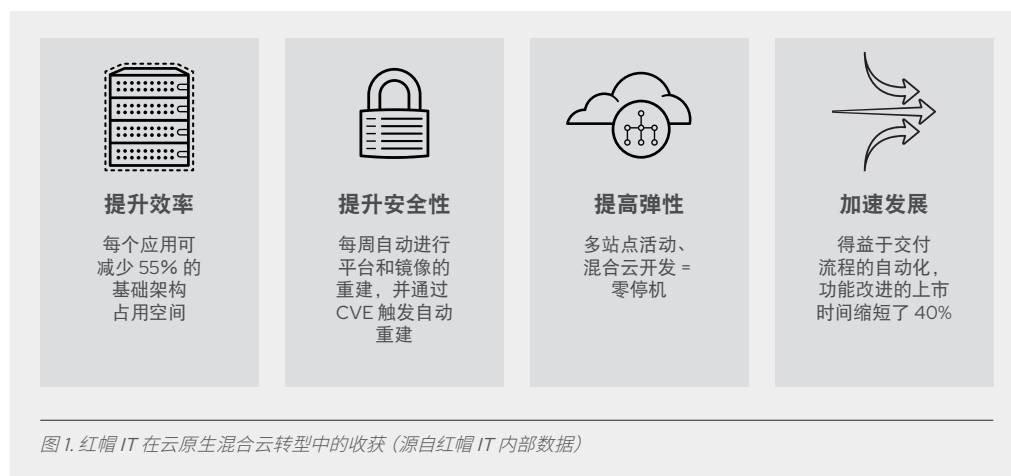 提升效率
每个应用可
减少 55% 的
基础架构
占用空间
提升安全性
每周自动进行
平台和镜像的
重建，并通过
CVE 触发自动
重建
提高弹性
多站点活动、
混合云开发 =
零停机
加速发展
得益于交付
流程的自动化，
功能改进的上市
时间缩短了 40%
图 1. 红帽 IT 在云原生混合云转型中的收获（源自红帽 IT 内部数据）